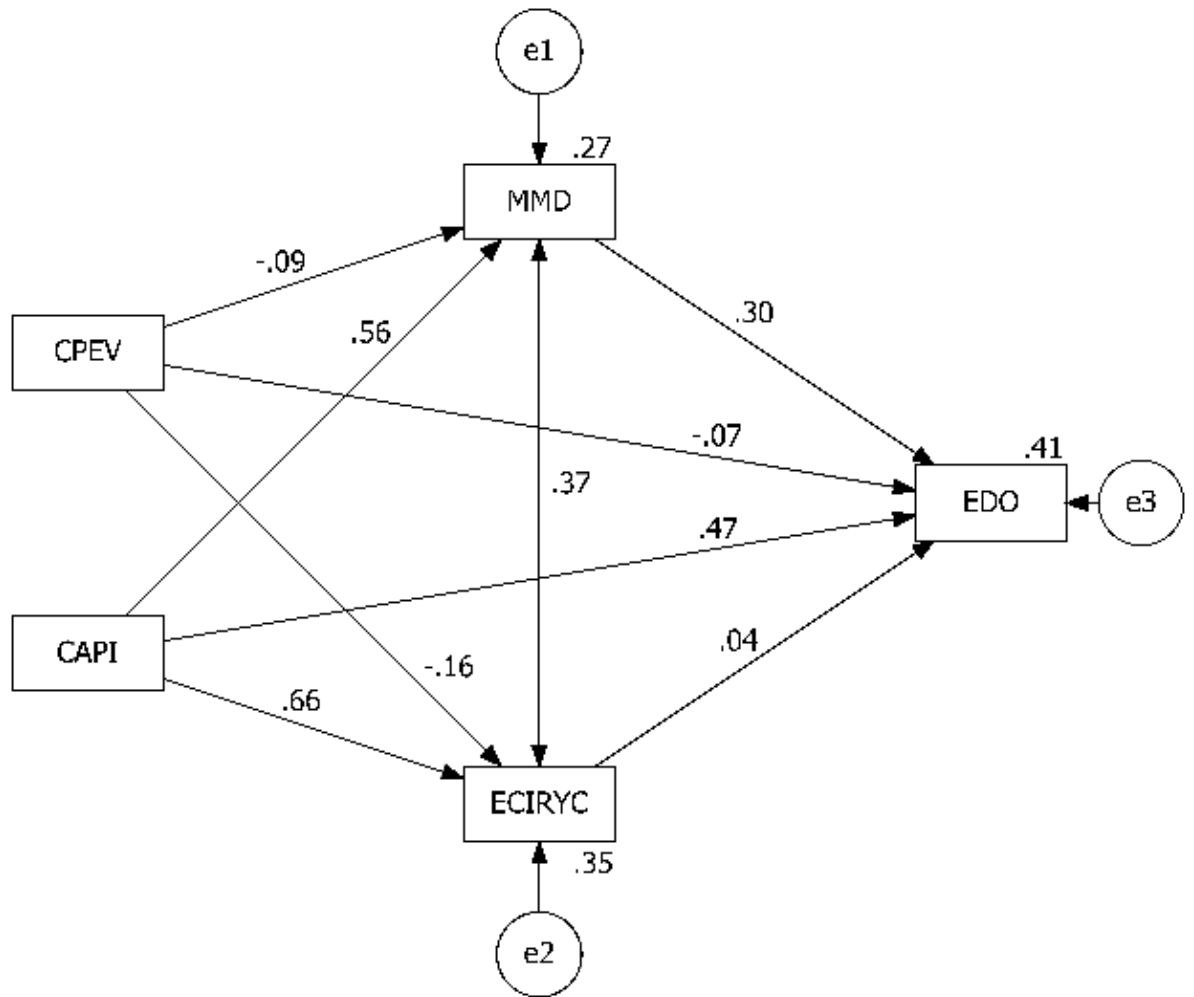 e1
.27
MMD
-.09
.30
CPEV
.56
-.07
.41
.37
EDO
e3
.47
CAPI
.04
-.16
.66
ECIRYC
.35
e2